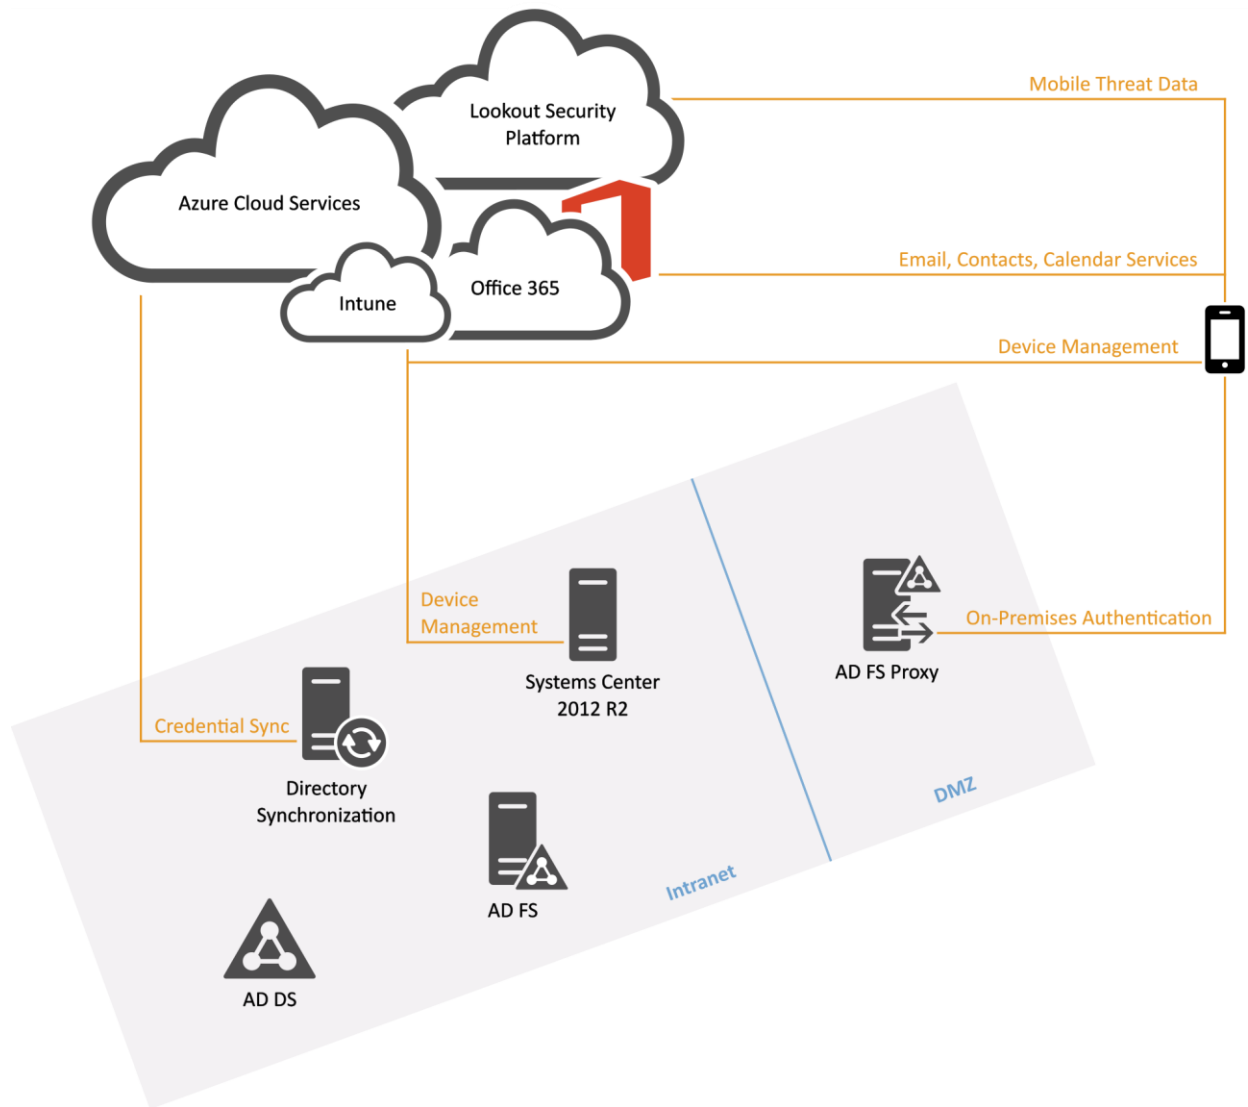 Mobile Threat Data
Lookout Security
Platform
Azure Cloud Services
Email, Contacts, Calendar Services
Office 365
Intune
Device Management
Device
Management
On-Premises Authentication
AD FS Proxy
Systems Center
2012 R2
Credential Sync
Directory
Synchronization
DMZ
Intranet
AD FS
AD DS